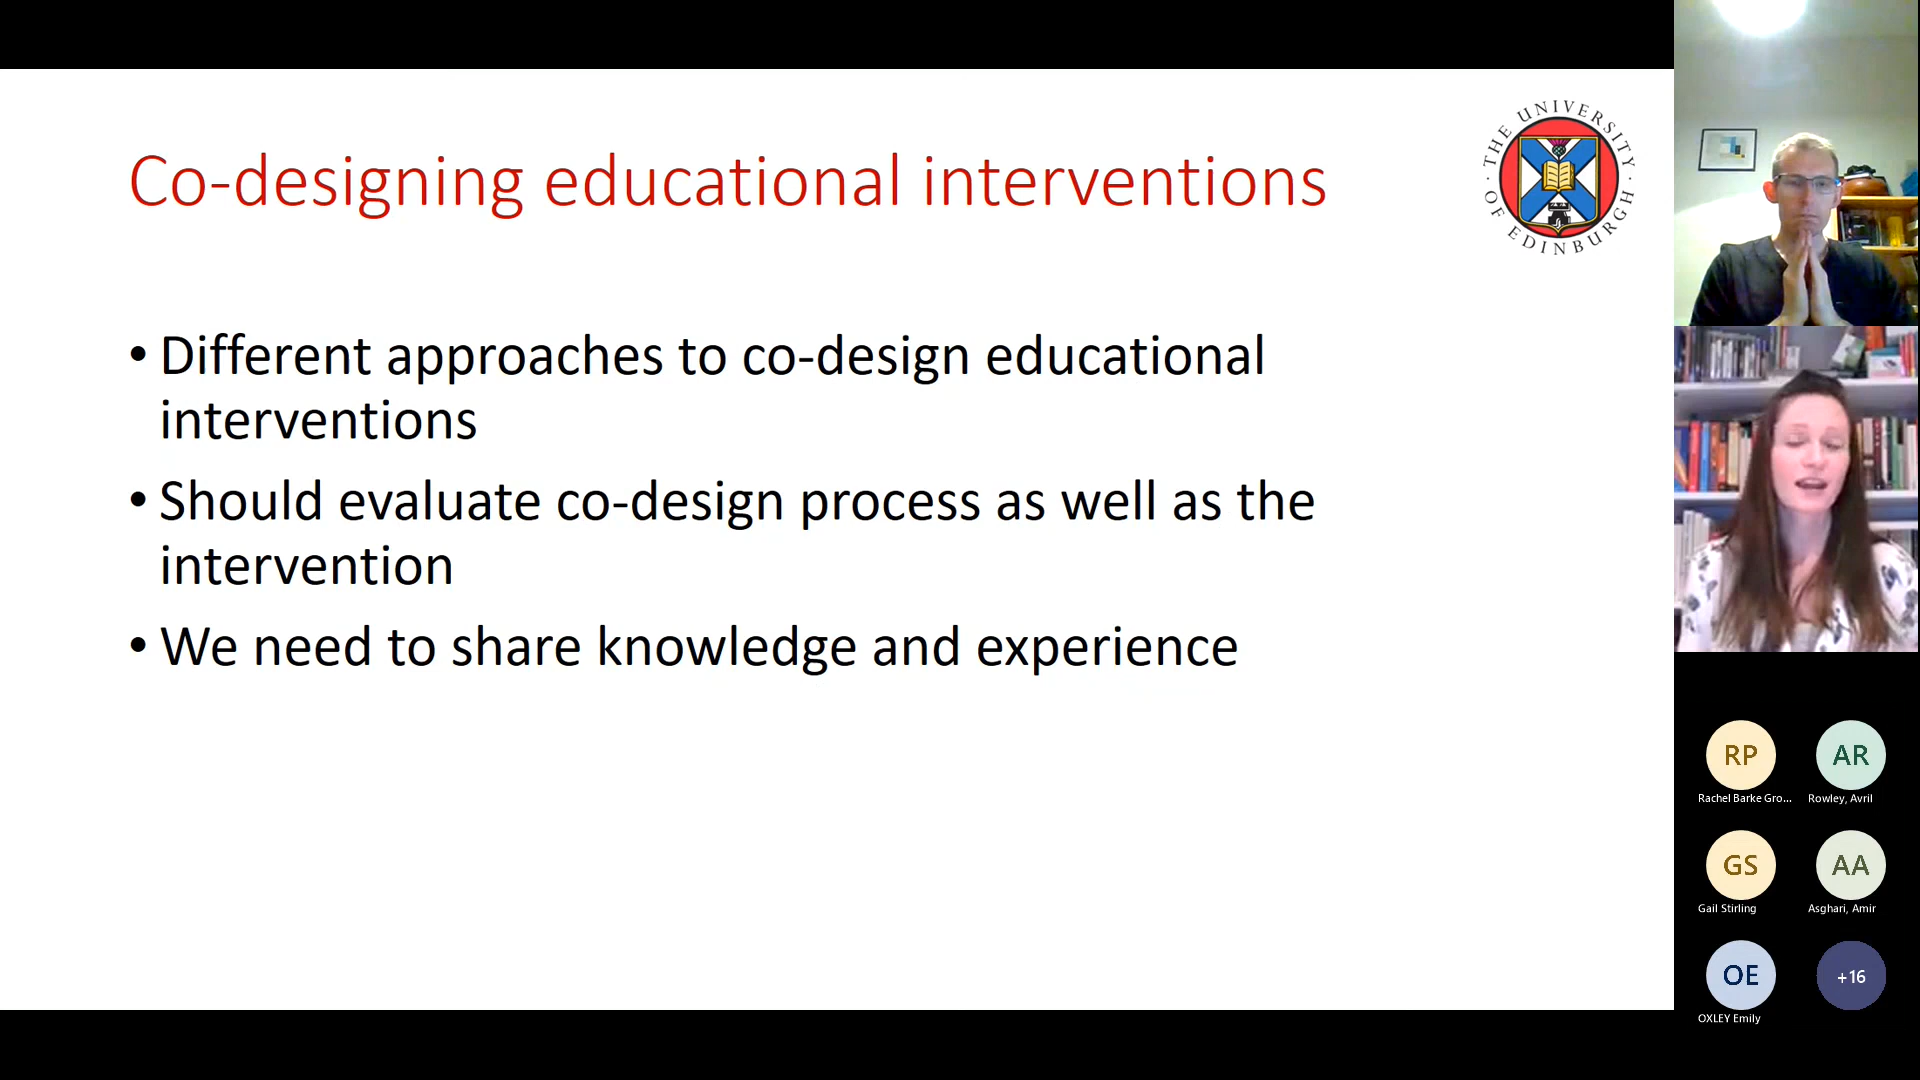 Co-designing educational interventions
THE UNIVERSITY OF EDINBURGH
• Different approaches to co-design educational
interventions
• Should evaluate co-design process as well as the
intervention
• We need to share knowledge and experience
RP
Rachel Barke Gro...
AR
Rowley, Avril
GS
Gail Stirling
AA
Asghari, Amir
OE
OXLEY Emily
+16